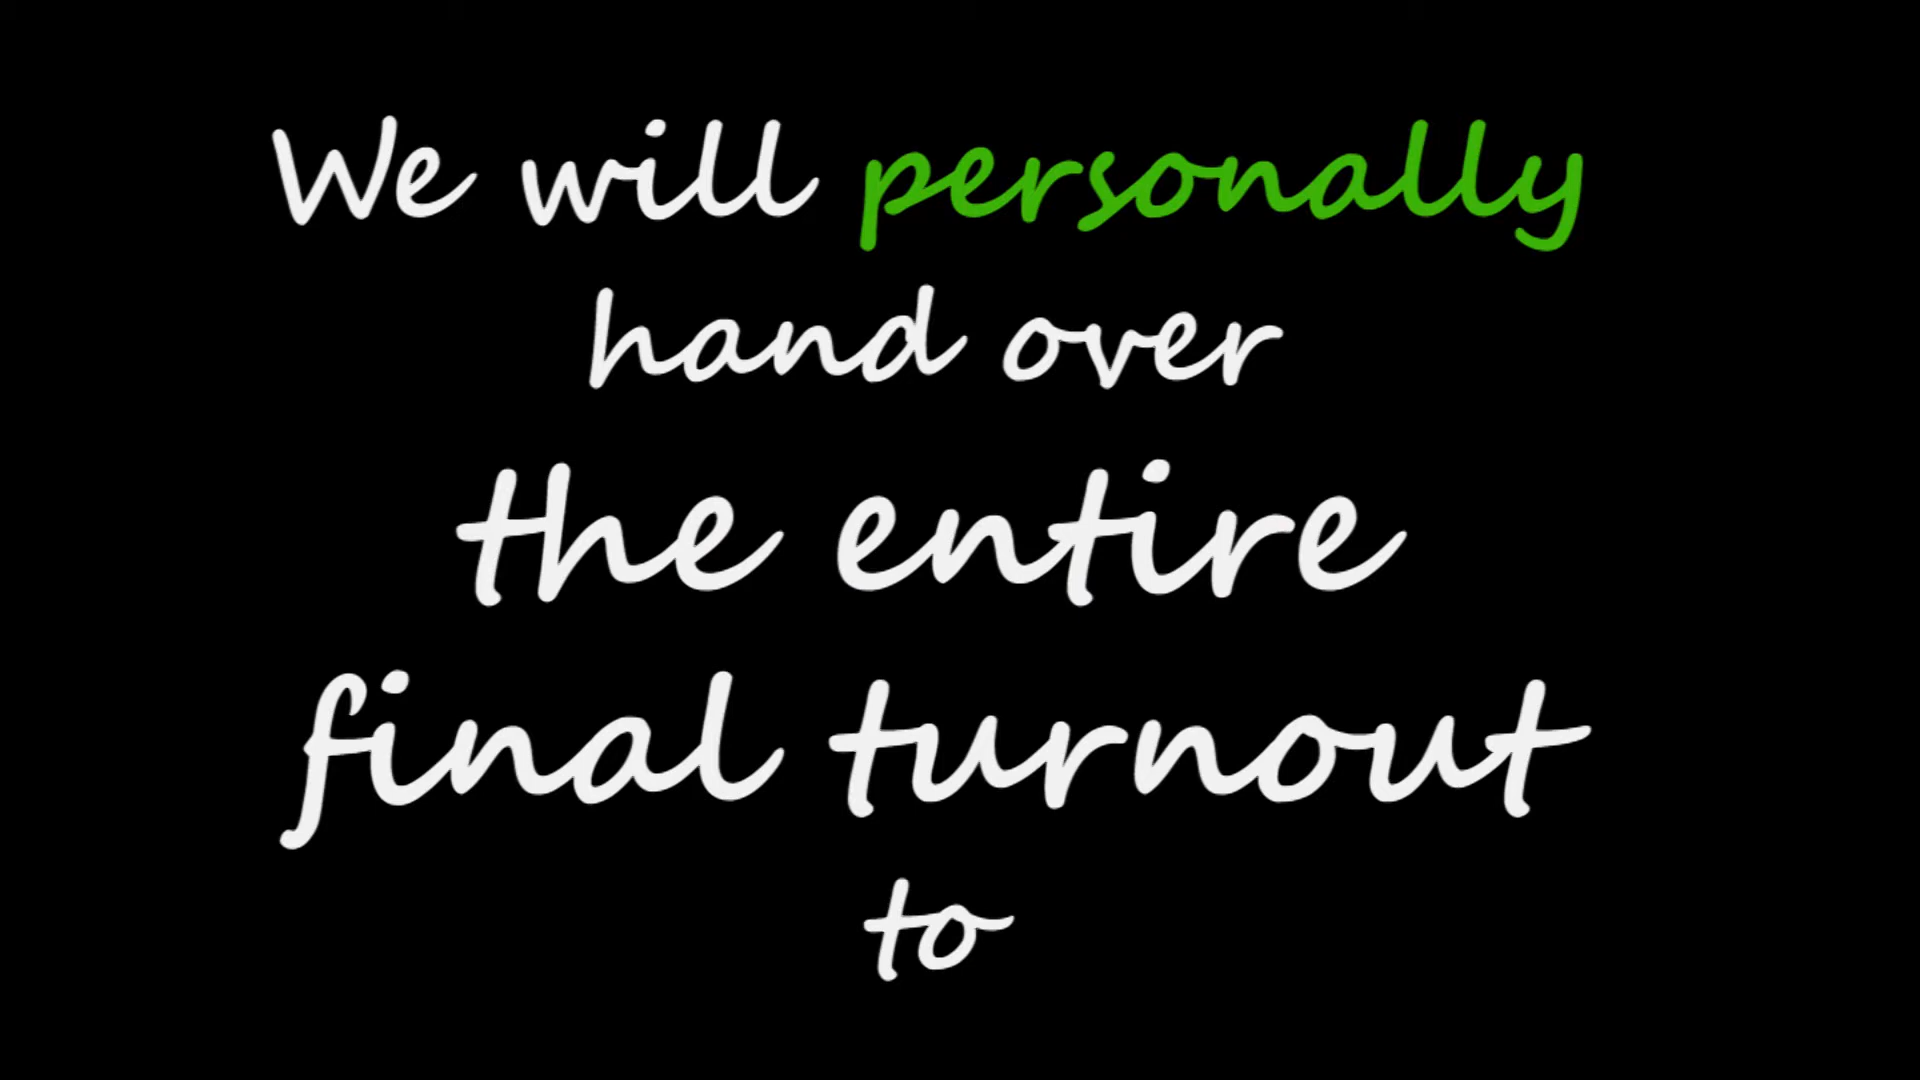 We will personally
hand over
the entire
final turnout
to